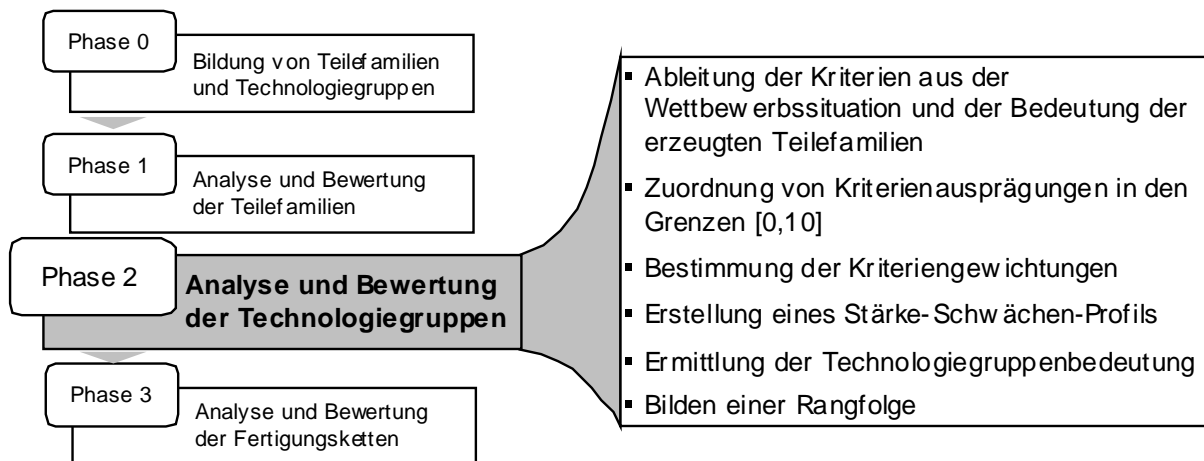 Phase 0
Bildung von Teilefamilien
und Technologiegruppen
Phase 1
Analyse und Bewertung
der Teilefamilien
Phase 2
Analyse und Bewertung
der Technologiegruppen
Phase 3
Analyse und Bewertung
der Fertigungsketten
▪ Ableitung der Kriterien aus der
Wettbewerbssituation und der Bedeutung der
erzeugten Teilefamilien
▪ Zuordnung von Kriterienausprägungen in den
Grenzen [0,10]
▪ Bestimmung der Kriteriengewichtungen
▪ Erstellung eines Stärke-Schwächen-Profils
▪ Ermittlung der Technologiegruppenbedeutung
▪ Bilden einer Rangfolge